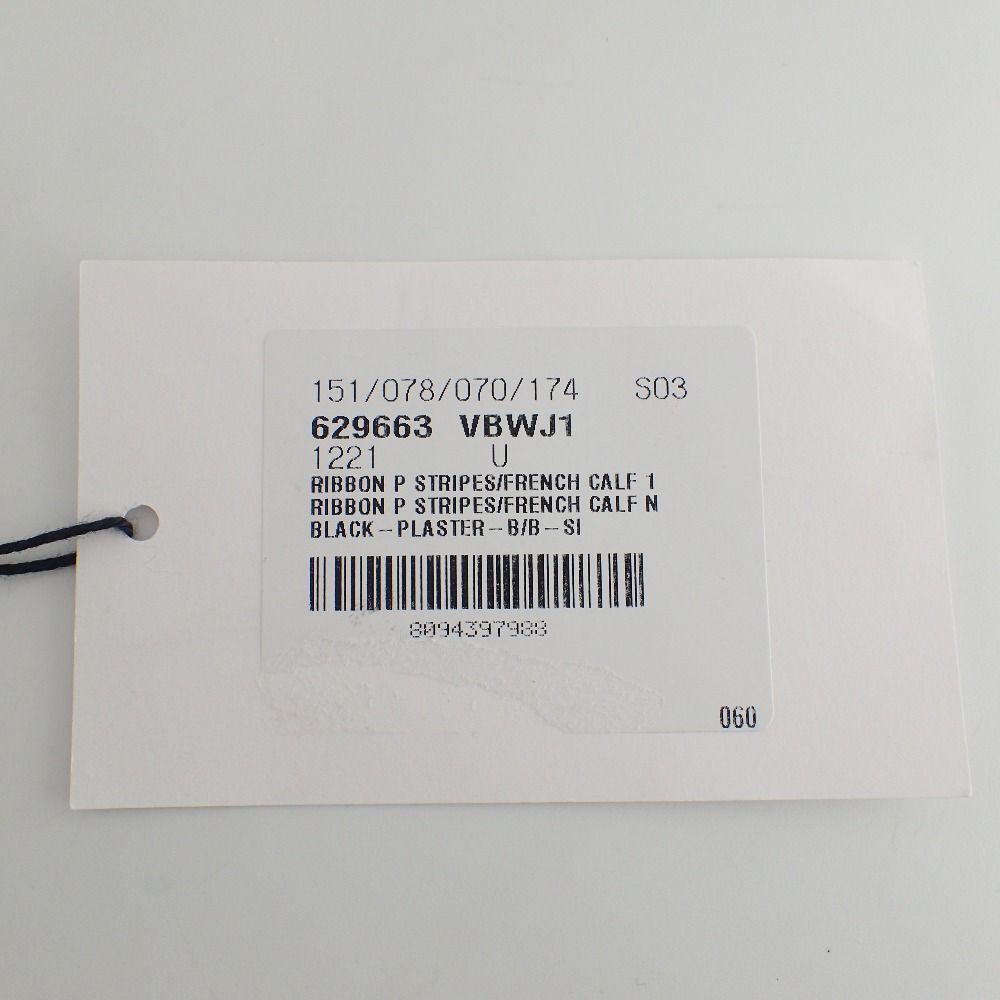 151/078/070/174 S03
629663 VBWJ1
1221 U
RIBBON P STRIPES/FRENCH CALF 1
RIBBON P STRIPES/FRENCH CALF N
BLACK-PLASTER-B/B-SI
8094397988
060